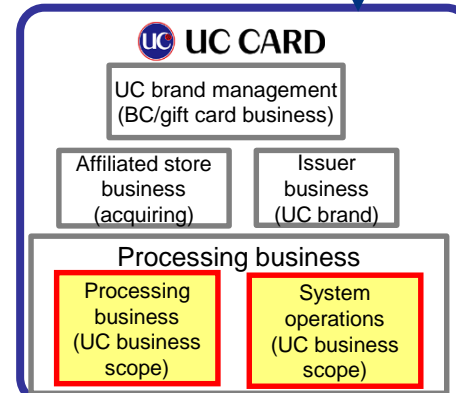 uc UC CARD
UC brand management
(BC/gift card business)
Affiliated store
business
(acquiring)
Issuer
business
(UC brand)
Processing business
Processing
business
(UC business
scope)
System
operations
(UC business
scope)